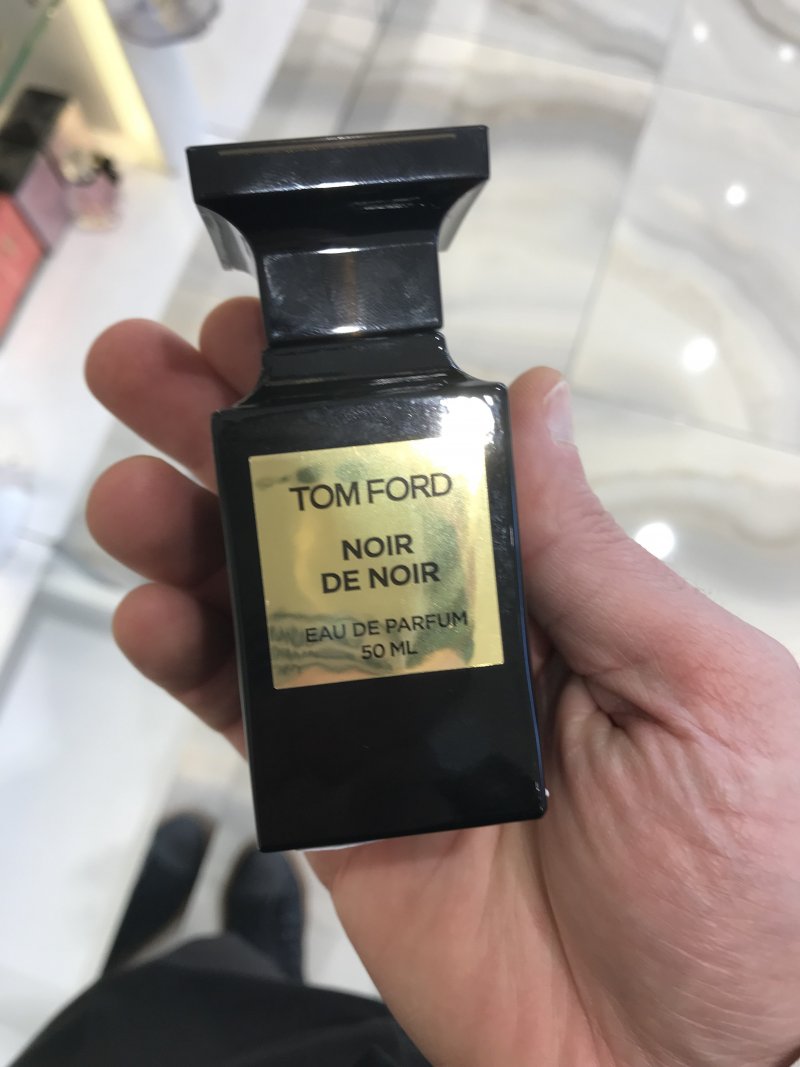 TOM FORD
NOIR
DE NOIR
EAU DE PARFUM
50 ML